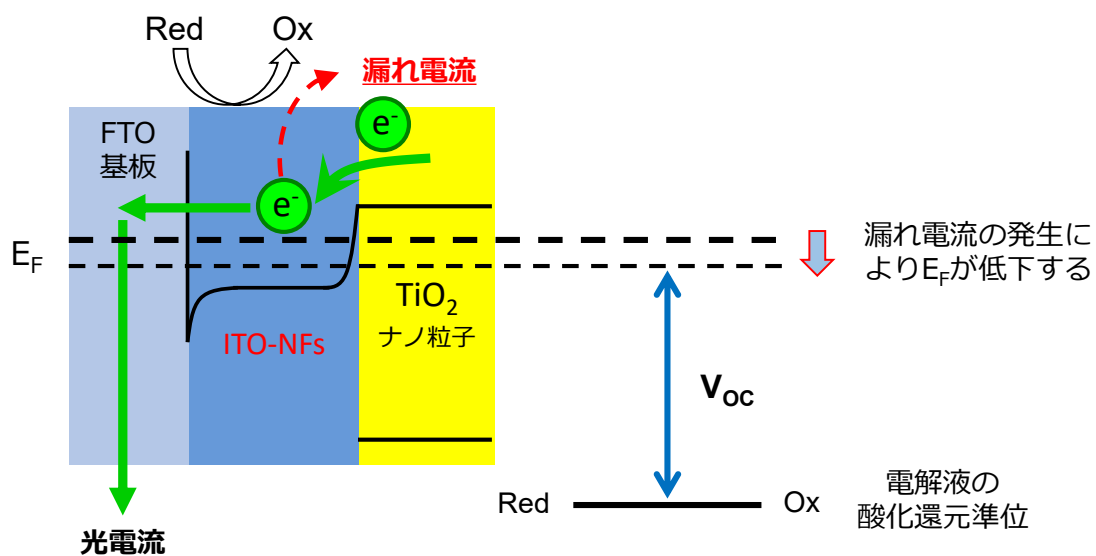 Red Ox
漏れ電流
e-
FTO
基板
e-
EF
漏れ電流の発生に
よりEFが低下する
TiO2
ナノ粒子
ITO-NFs
VOC
Red Ox
電解液の
酸化還元準位
光電流